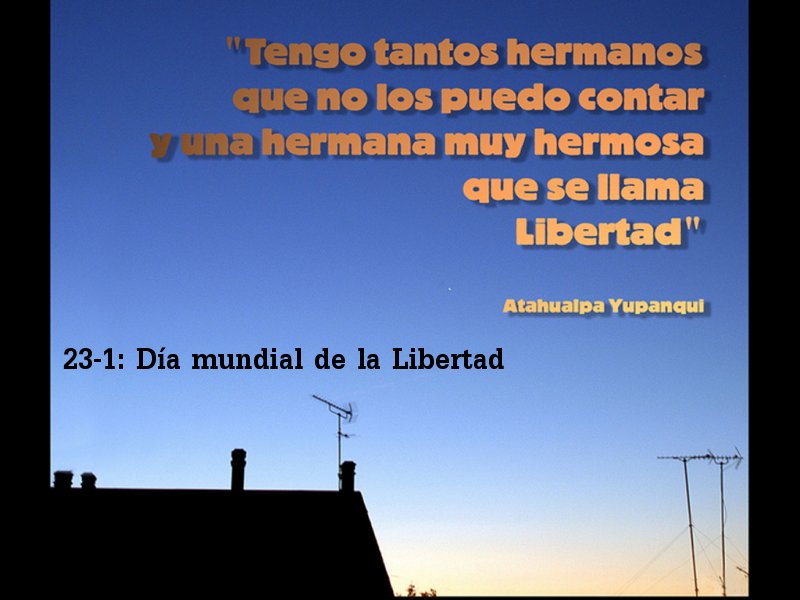 "Tengo tantos hermanos
que no los puedo contar
y una hermana muy hermosa
que se llama
Libertad"
Atahualpa Yupanqui
23-1: Día mundial de la Libertad